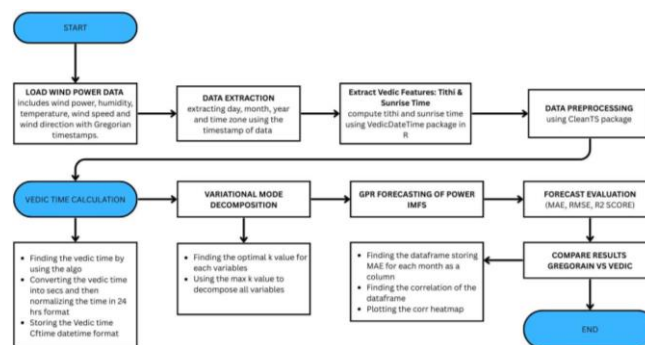 START
LOAD WIND POWER DATA
includes wind power, humidity,
temperature, wind speed and
wind direction with Gregorian
timestamps.
DATA EXTRACTION
extracting day, month, year
and time zone using the
timestamp of data
Extract Vedic Features: Tithi &
Sunrise Time
compute tithi and sunrise time
using VedicDateTime package in
R
DATA PREPROCESSING
using CleanTS package
VEDIC TIME CALCULATION
VARIATIONAL MODE
DECOMPOSITION
GPR FORECASTING OF POWER
IMFS
FORECAST EVALUATION
(MAE, RMSE, R2 SCORE)
• Finding the vedic time by
using the algo
• Converting the vedic time
into secs and then
normalizing the time in 24
hrs format
• Storing the Vedic time
Cftime datetime format
• Finding the optimal k value for
each variables
• Using the max k value to
decompose all variables
• Finding the dataframe storing
MAE for each month as a
column
• Finding the correlation of the
dataframe
• Plotting the corr heatmap
COMPARE RESULTS
GREGORAIN VS VEDIC
END